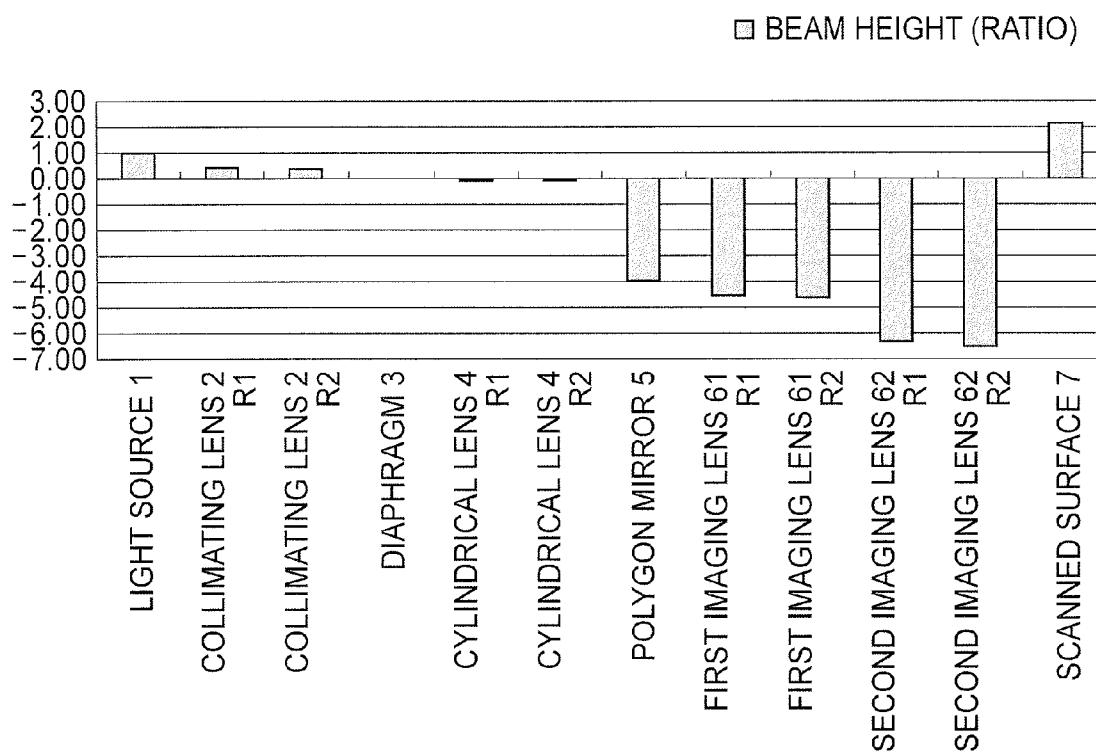 BEAM HEIGHT (RATIO)
3.00
2.00
1.00
0.00
−1.00
−2.00
−3.00
−4.00
−5.00
−6.00
−7.00
LIGHT SOURCE 1
COLLIMATING LENS 2
R1
COLLIMATING LENS 2
R2
DIAPHRAGM 3
CYLINDRICAL LENS 4
R1
CYLINDRICAL LENS 4
R2
POLYGON MIRROR 5
FIRST IMAGING LENS 61
R1
FIRST IMAGING LENS 61
R2
SECOND IMAGING LENS 62
R1
SECOND IMAGING LENS 62
R2
SCANNED SURFACE 7